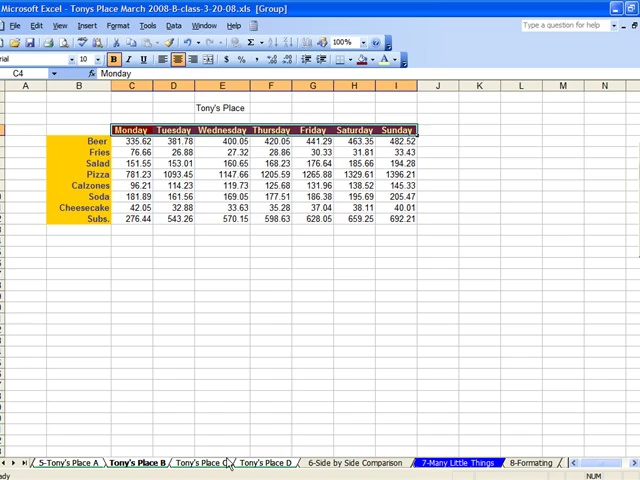 Microsoft Excel - Tonys Place March 2008-B-class-3-20-08.xls [Group]
File Edit View Insert Format Tools Data Window Help Type a question for help
Σ 100%
rial 10 B I U $ % ,
C4 fx Monday
A B C D E F G H I J K L M N
Tony's Place
Monday Tuesday Wednesday Thursday Friday Saturday Sunday
Beer 335.62 381.78 400.05 420.05 441.29 463.35 482.52
Fries 76.66 26.88 27.32 28.86 30.33 31.81 33.43
Salad 151.55 153.01 160.65 168.23 176.64 185.66 194.28
Pizza 781.23 1093.45 1147.66 1205.59 1265.88 1329.61 1396.21
Calzones 96.21 114.23 119.73 125.68 131.96 138.52 145.33
Soda 181.89 161.56 169.05 177.51 186.38 195.69 205.47
Cheesecake 42.05 32.88 33.63 35.28 37.04 38.11 40.01
Subs. 276.44 543.26 570.15 598.63 628.05 659.25 692.21
5-Tony's Place A Tony's Place B Tony's Place C Tony's Place D 6-Side by Side Comparison 7-Many Little Things 8-Formating
ady NUM